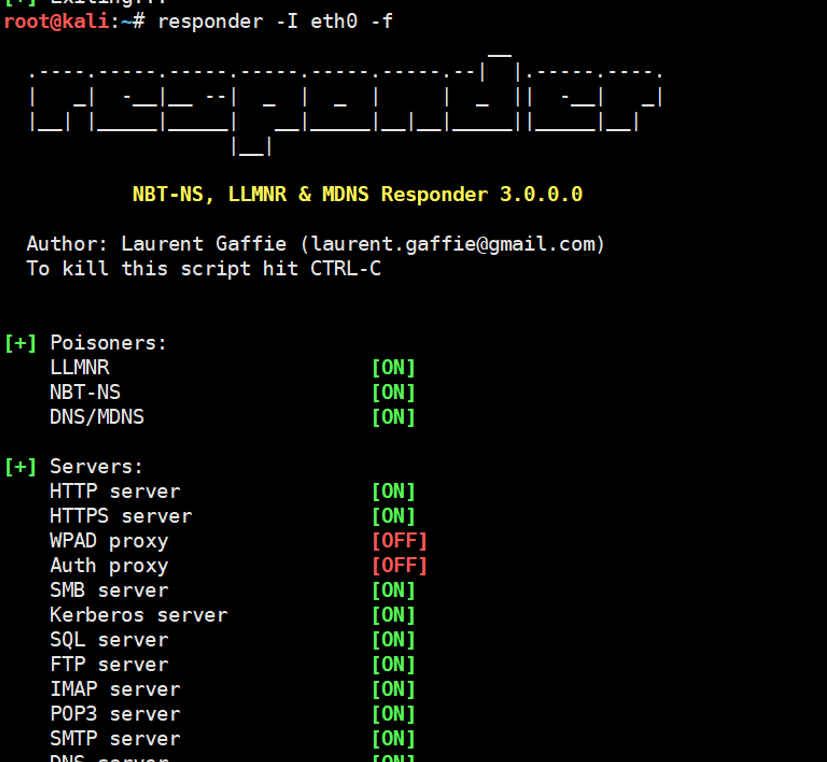 [+] Exiting...
root@kali:~# responder -I eth0 -f
NBT-NS, LLMNR & MDNS Responder 3.0.0.0
Author: Laurent Gaffie (laurent.gaffie@gmail.com)
To kill this script hit CTRL-C
[+] Poisoners:
LLMNR [ON]
NBT-NS [ON]
DNS/MDNS [ON]
[+] Servers:
HTTP server [ON]
HTTPS server [ON]
WPAD proxy [OFF]
Auth proxy [OFF]
SMB server [ON]
Kerberos server [ON]
SQL server [ON]
FTP server [ON]
IMAP server [ON]
POP3 server [ON]
SMTP server [ON]
DNS server [ON]